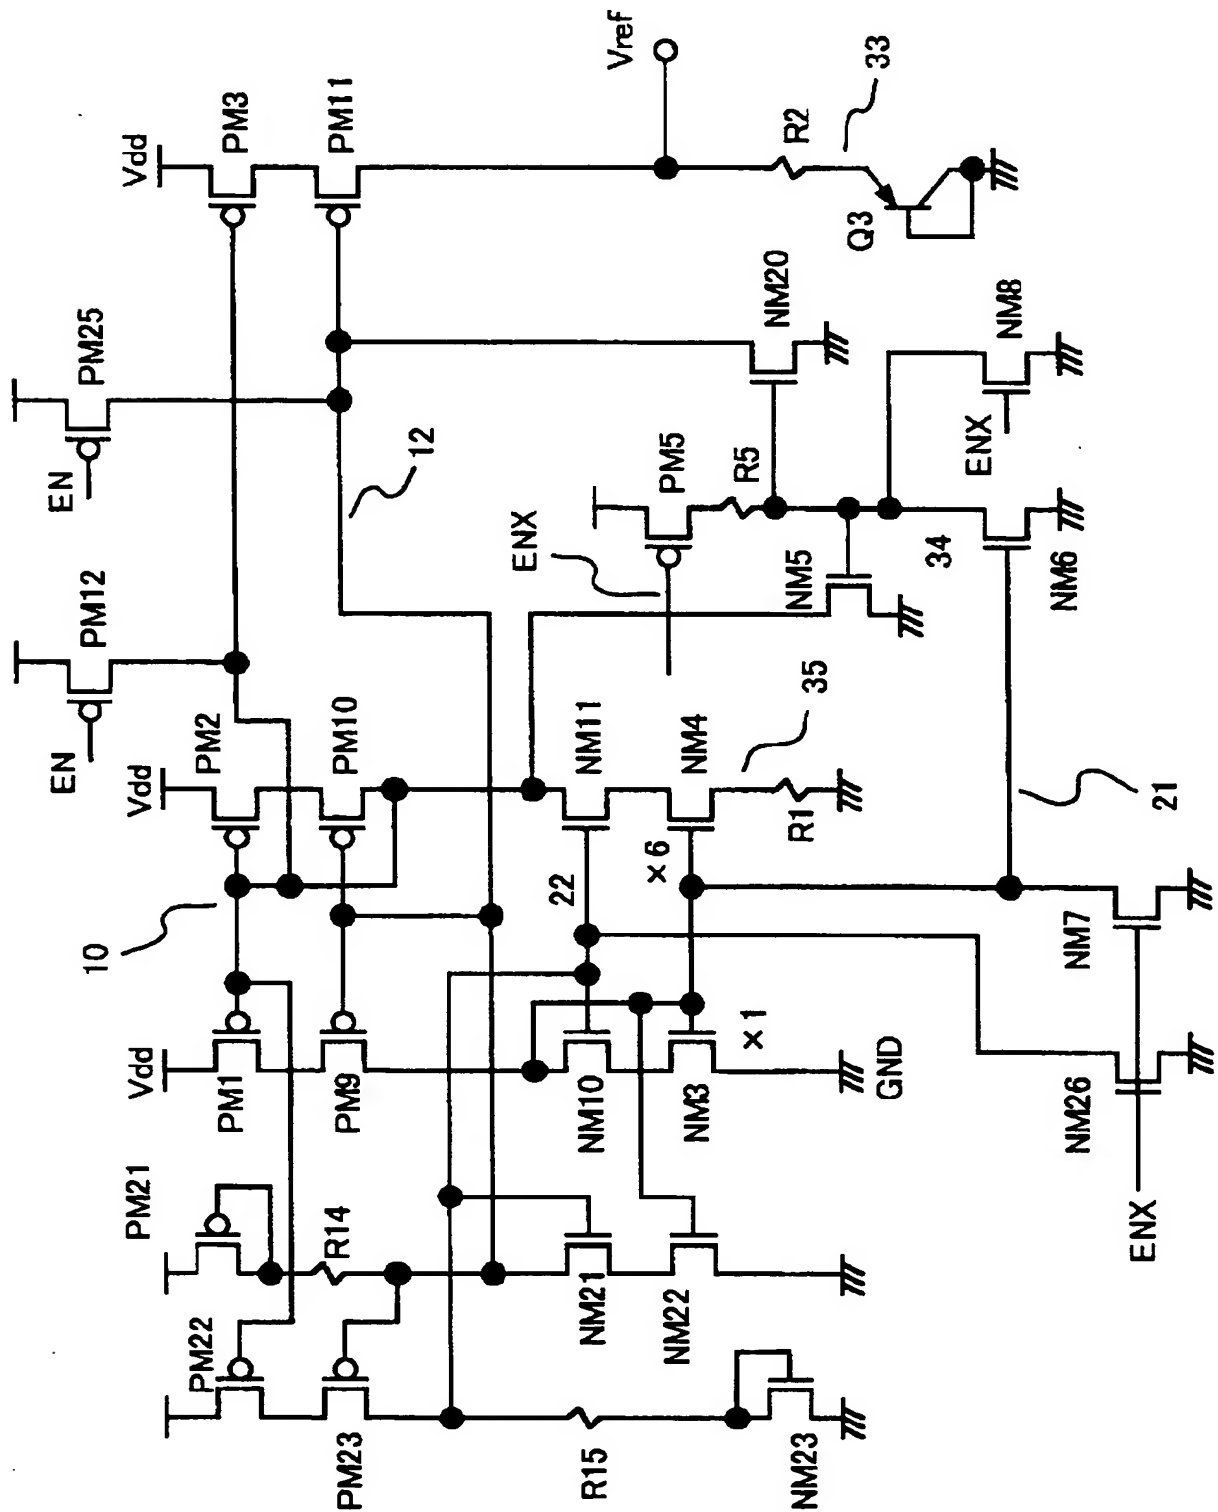 EN
PM25
EN
PM12
Vdd
PM3
PM11
Vref
R2
33
Q3
Vdd
PM2
PM10
10
12
Vdd
PM1
PM9
PM21
R14
PM22
PM23
ENX
PM5
R5
NM20
NM5
34
NM6
ENX
NM8
22
NM11
NM10
×6
NM4
35
R1
NM3
×1
GND
NM21
NM22
R15
NM23
21
NM26
NM7
ENX